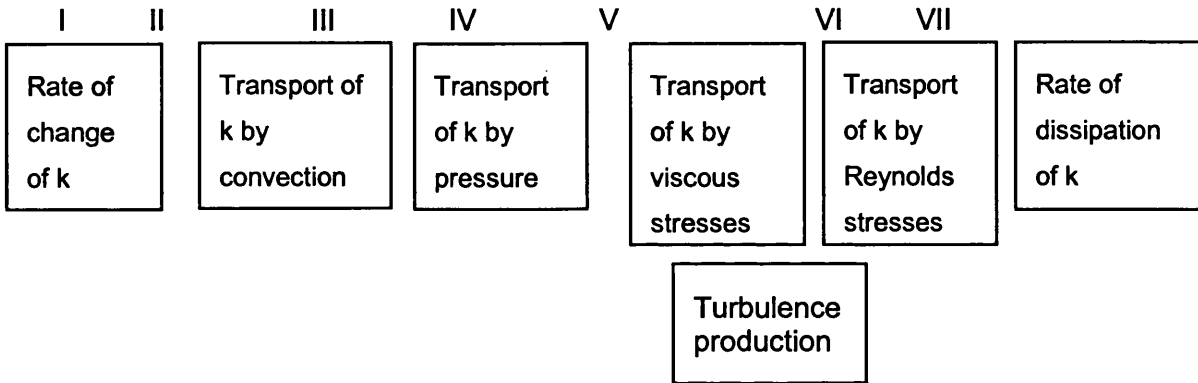 I II III IV V VI VII
Rate of
change
of k
Transport of
k by
convection
Transport
of k by
pressure
Transport
of k by
viscous
stresses
Transport
of k by
Reynolds
stresses
Rate of
dissipation
of k
Turbulence
production